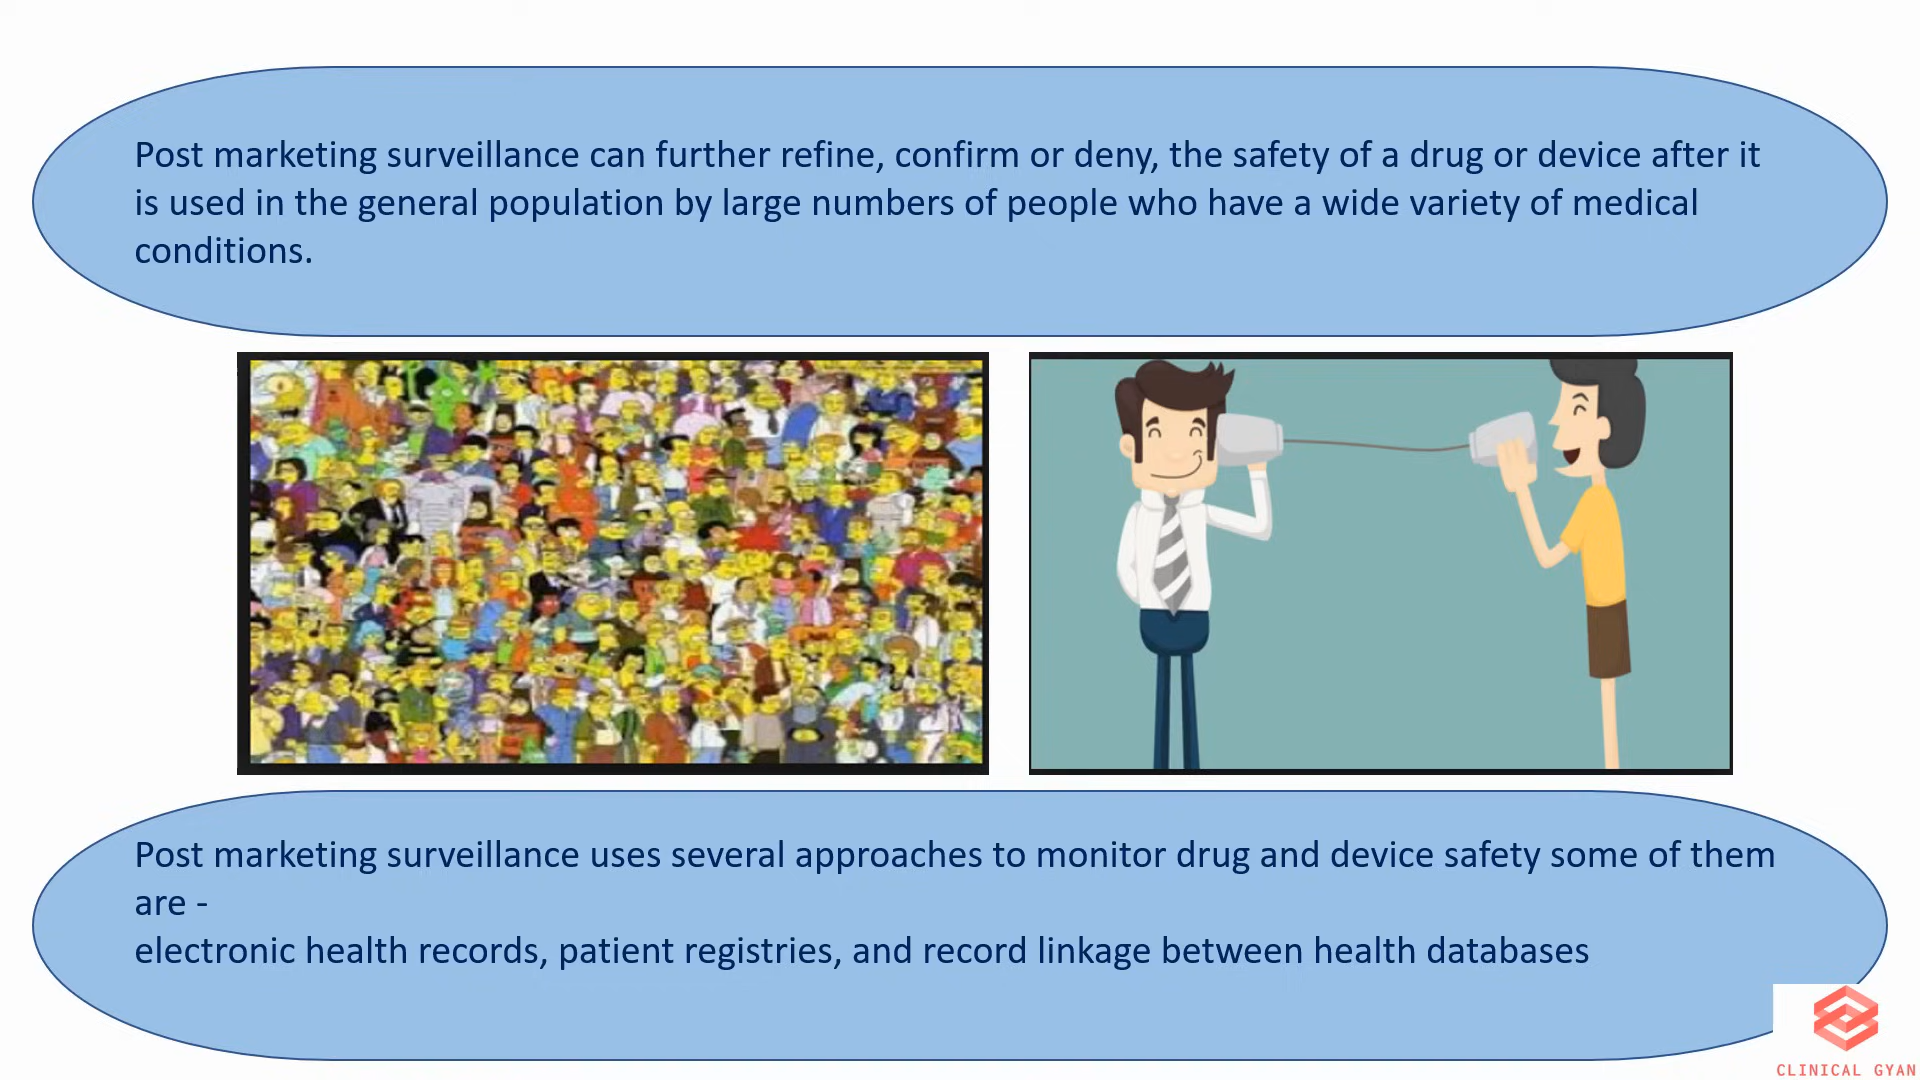 Post marketing surveillance can further refine, confirm or deny, the safety of a drug or device after it
is used in the general population by large numbers of people who have a wide variety of medical
conditions.
Post marketing surveillance uses several approaches to monitor drug and device safety some of them
are -
electronic health records, patient registries, and record linkage between health databases
CLINICAL GYAN